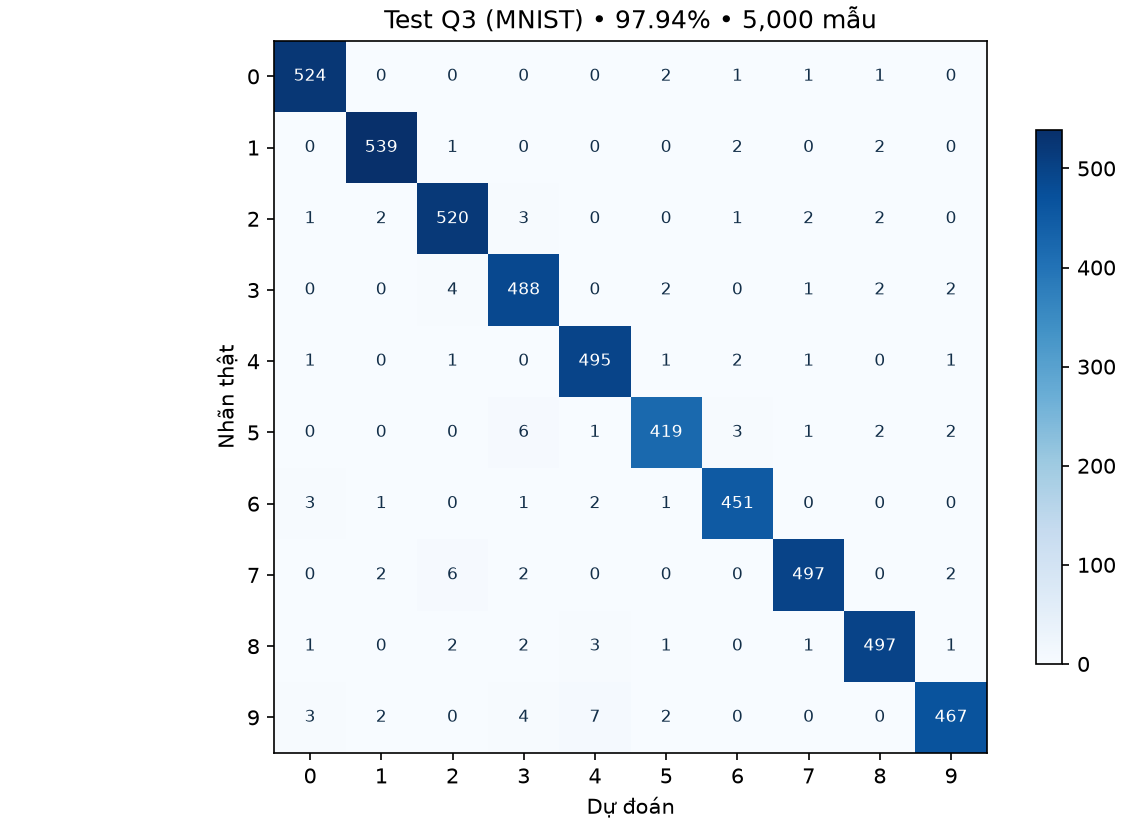 Test Q3 (MNIST) • 97.94% • 5,000 mẫu
0 524 0 0 0 0 2 1 1 1 0
1 0 539 1 0 0 0 2 0 2 0
2 1 2 520 3 0 0 1 2 2 0
3 0 0 4 488 0 2 0 1 2 2
4 1 0 1 0 495 1 2 1 0 1
5 0 0 0 6 1 419 3 1 2 2
6 3 1 0 1 2 1 451 0 0 0
7 0 2 6 2 0 0 0 497 0 2
8 1 0 2 2 3 1 0 1 497 1
9 3 2 0 4 7 2 0 0 0 467
0 1 2 3 4 5 6 7 8 9
Dự đoán
Nhãn thật
500
400
300
200
100
0